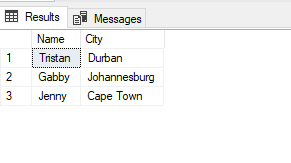 Results Messages
Name City
1 Tristan Durban
2 Gabby Johannesburg
3 Jenny Cape Town